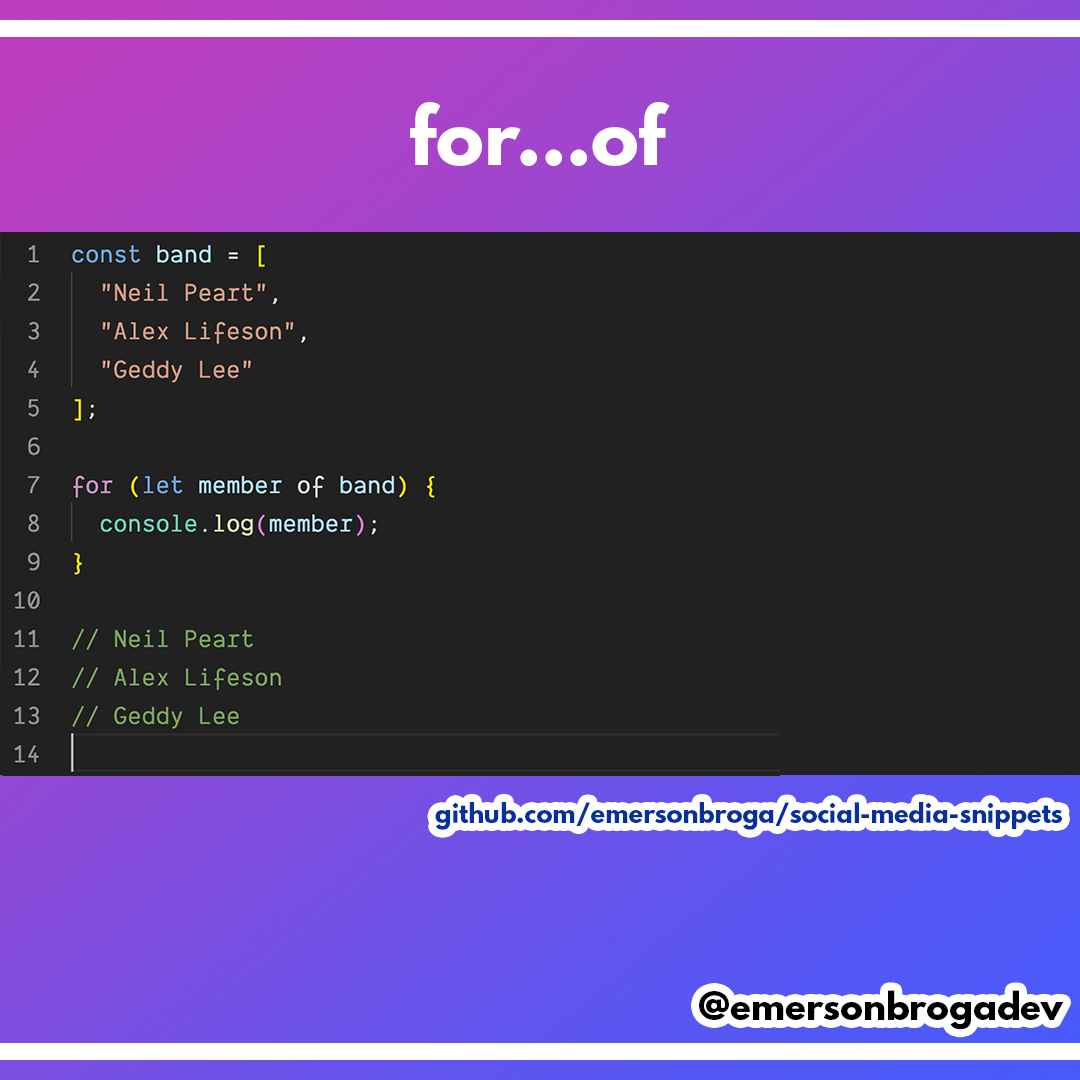 for...of
1 const band = [
2   "Neil Peart",
3   "Alex Lifeson",
4   "Geddy Lee"
5 ];
6
7 for (let member of band) {
8   console.log(member);
9 }
10
11 // Neil Peart
12 // Alex Lifeson
13 // Geddy Lee
14
github.com/emersonbroga/social-media-snippets
@emersonbrogadev